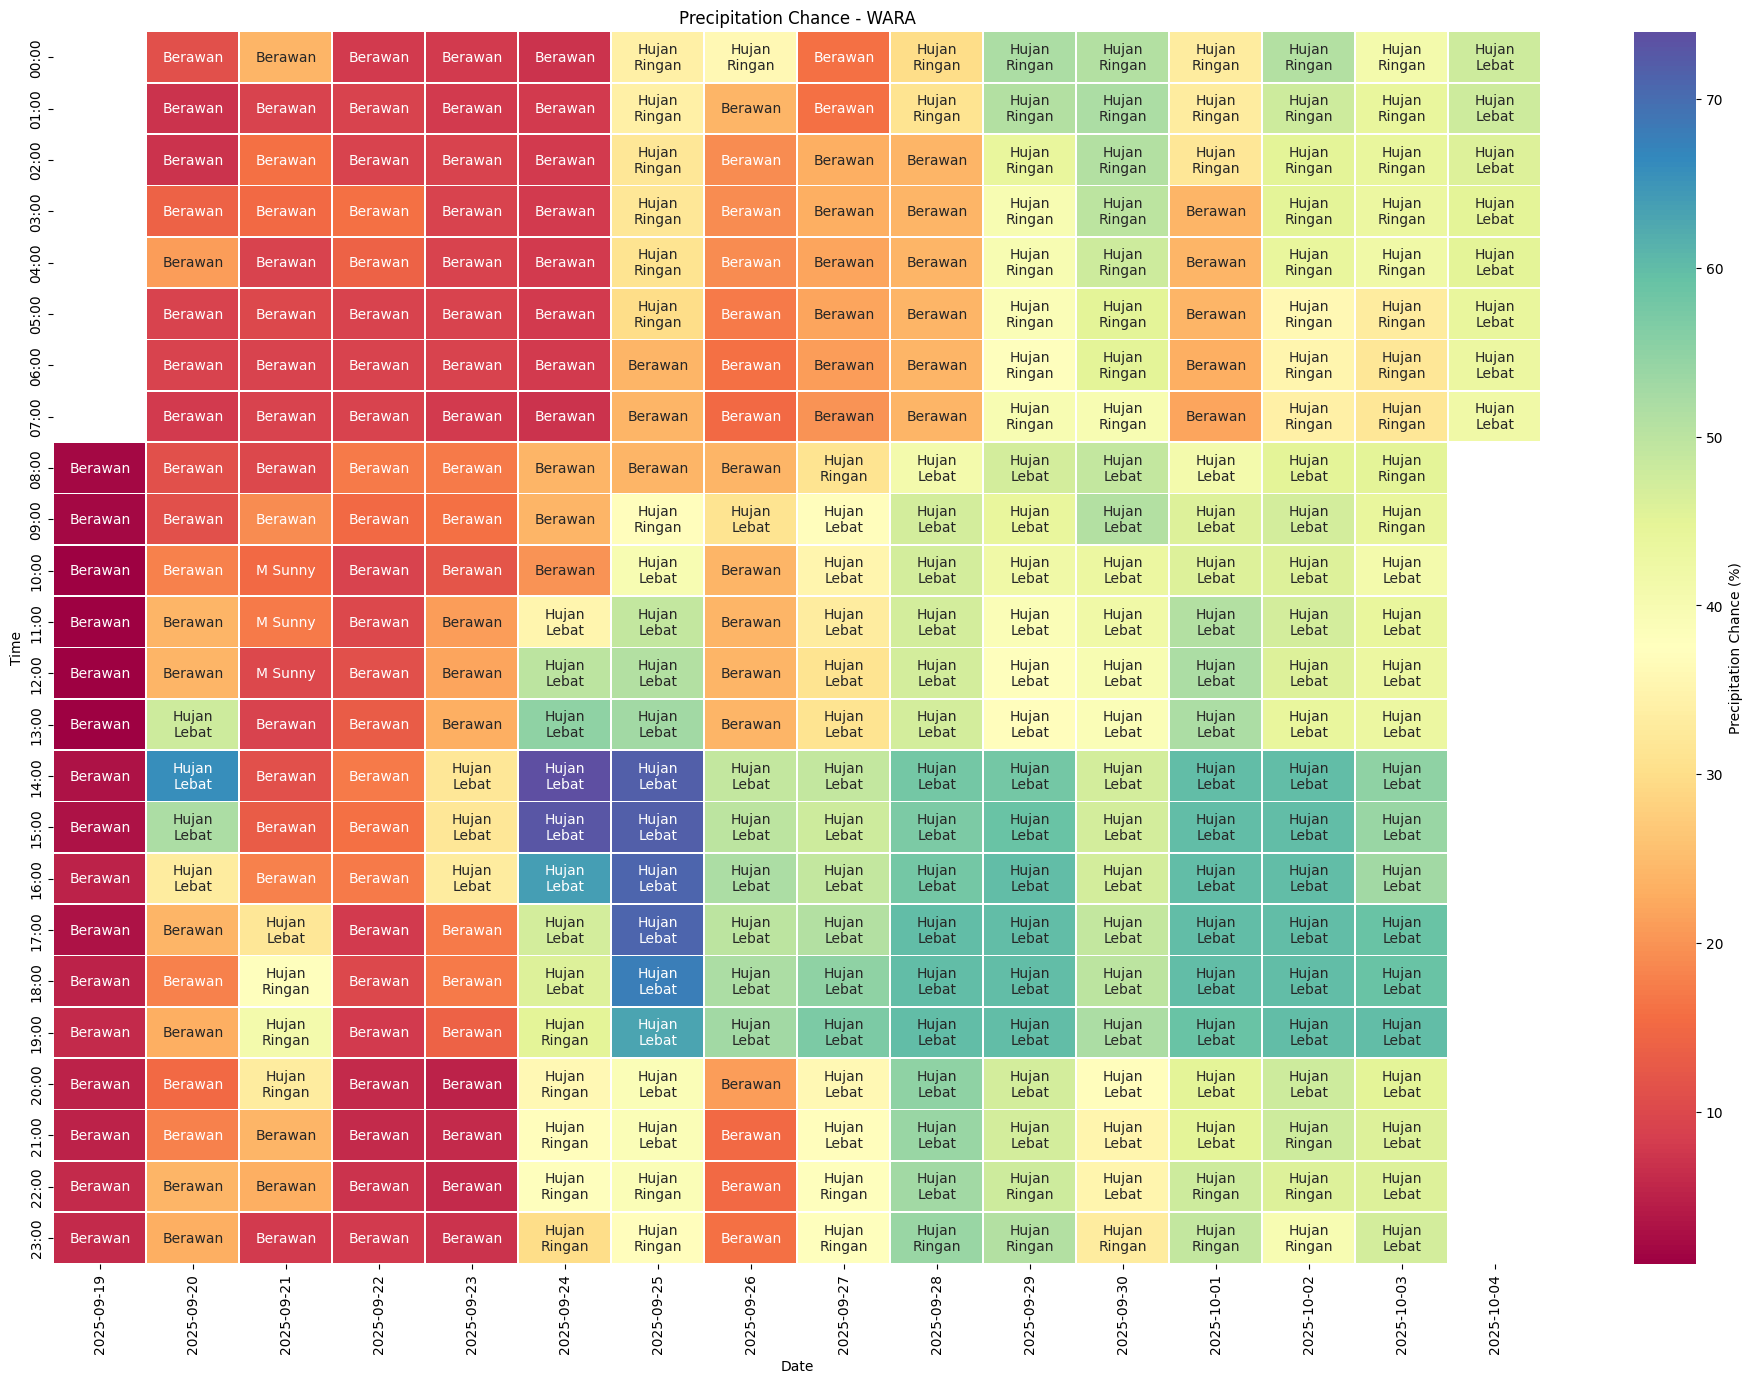 Precipitation Chance - WARA
00:00 Berawan Berawan Berawan Berawan Berawan Hujan Ringan Hujan Ringan Berawan Hujan Ringan Hujan Ringan Hujan Ringan Hujan Ringan Hujan Ringan Hujan Ringan Hujan Lebat
01:00 Berawan Berawan Berawan Berawan Berawan Hujan Ringan Berawan Berawan Hujan Ringan Hujan Ringan Hujan Ringan Hujan Ringan Hujan Ringan Hujan Ringan Hujan Lebat
02:00 Berawan Berawan Berawan Berawan Berawan Hujan Ringan Berawan Berawan Berawan Hujan Ringan Hujan Ringan Hujan Ringan Hujan Ringan Hujan Ringan Hujan Lebat
03:00 Berawan Berawan Berawan Berawan Berawan Hujan Ringan Berawan Berawan Berawan Hujan Ringan Hujan Ringan Berawan Hujan Ringan Hujan Ringan Hujan Lebat
04:00 Berawan Berawan Berawan Berawan Berawan Hujan Ringan Berawan Berawan Berawan Hujan Ringan Hujan Ringan Berawan Hujan Ringan Hujan Ringan Hujan Lebat
05:00 Berawan Berawan Berawan Berawan Berawan Hujan Ringan Berawan Berawan Berawan Hujan Ringan Hujan Ringan Berawan Hujan Ringan Hujan Ringan Hujan Lebat
06:00 Berawan Berawan Berawan Berawan Berawan Berawan Berawan Berawan Berawan Hujan Ringan Hujan Ringan Berawan Hujan Ringan Hujan Ringan Hujan Lebat
07:00 Berawan Berawan Berawan Berawan Berawan Berawan Berawan Berawan Berawan Hujan Ringan Hujan Ringan Berawan Hujan Ringan Hujan Ringan Hujan Lebat
08:00 Berawan Berawan Berawan Berawan Berawan Berawan Berawan Berawan Hujan Ringan Hujan Lebat Hujan Lebat Hujan Lebat Hujan Lebat Hujan Lebat Hujan Ringan
09:00 Berawan Berawan Berawan Berawan Berawan Berawan Hujan Ringan Hujan Lebat Hujan Lebat Hujan Lebat Hujan Lebat Hujan Lebat Hujan Lebat Hujan Lebat Hujan Ringan
10:00 Berawan Berawan M Sunny Berawan Berawan Berawan Hujan Lebat Berawan Hujan Lebat Hujan Lebat Hujan Lebat Hujan Lebat Hujan Lebat Hujan Lebat Hujan Lebat
11:00 Berawan Berawan M Sunny Berawan Berawan Hujan Lebat Hujan Lebat Berawan Hujan Lebat Hujan Lebat Hujan Lebat Hujan Lebat Hujan Lebat Hujan Lebat Hujan Lebat
12:00 Berawan Berawan M Sunny Berawan Berawan Hujan Lebat Hujan Lebat Berawan Hujan Lebat Hujan Lebat Hujan Lebat Hujan Lebat Hujan Lebat Hujan Lebat Hujan Lebat
13:00 Berawan Hujan Lebat Berawan Berawan Berawan Hujan Lebat Hujan Lebat Berawan Hujan Lebat Hujan Lebat Hujan Lebat Hujan Lebat Hujan Lebat Hujan Lebat Hujan Lebat
14:00 Berawan Hujan Lebat Berawan Berawan Hujan Lebat Hujan Lebat Hujan Lebat Hujan Lebat Hujan Lebat Hujan Lebat Hujan Lebat Hujan Lebat Hujan Lebat Hujan Lebat Hujan Lebat
15:00 Berawan Hujan Lebat Berawan Berawan Hujan Lebat Hujan Lebat Hujan Lebat Hujan Lebat Hujan Lebat Hujan Lebat Hujan Lebat Hujan Lebat Hujan Lebat Hujan Lebat Hujan Lebat
16:00 Berawan Hujan Lebat Berawan Berawan Hujan Lebat Hujan Lebat Hujan Lebat Hujan Lebat Hujan Lebat Hujan Lebat Hujan Lebat Hujan Lebat Hujan Lebat Hujan Lebat Hujan Lebat
17:00 Berawan Berawan Hujan Lebat Berawan Berawan Hujan Lebat Hujan Lebat Hujan Lebat Hujan Lebat Hujan Lebat Hujan Lebat Hujan Lebat Hujan Lebat Hujan Lebat Hujan Lebat
18:00 Berawan Berawan Hujan Ringan Berawan Berawan Hujan Lebat Hujan Lebat Hujan Lebat Hujan Lebat Hujan Lebat Hujan Lebat Hujan Lebat Hujan Lebat Hujan Lebat Hujan Lebat
19:00 Berawan Berawan Hujan Ringan Berawan Berawan Hujan Ringan Hujan Lebat Hujan Lebat Hujan Lebat Hujan Lebat Hujan Lebat Hujan Lebat Hujan Lebat Hujan Lebat Hujan Lebat
20:00 Berawan Berawan Hujan Ringan Berawan Berawan Hujan Ringan Hujan Lebat Berawan Hujan Lebat Hujan Lebat Hujan Lebat Hujan Lebat Hujan Lebat Hujan Lebat Hujan Lebat
21:00 Berawan Berawan Berawan Berawan Berawan Hujan Ringan Hujan Lebat Berawan Hujan Lebat Hujan Lebat Hujan Lebat Hujan Lebat Hujan Lebat Hujan Ringan Hujan Lebat
22:00 Berawan Berawan Berawan Berawan Berawan Hujan Ringan Hujan Ringan Berawan Hujan Ringan Hujan Lebat Hujan Ringan Hujan Lebat Hujan Ringan Hujan Ringan Hujan Lebat
23:00 Berawan Berawan Berawan Berawan Berawan Hujan Ringan Hujan Ringan Berawan Hujan Ringan Hujan Ringan Hujan Ringan Hujan Ringan Hujan Ringan Hujan Ringan Hujan Lebat
2025-09-19 2025-09-20 2025-09-21 2025-09-22 2025-09-23 2025-09-24 2025-09-25 2025-09-26 2025-09-27 2025-09-28 2025-09-29 2025-09-30 2025-10-01 2025-10-02 2025-10-03 2025-10-04
Date
Time
70
60
50
40
30
20
10
Precipitation Chance (%)